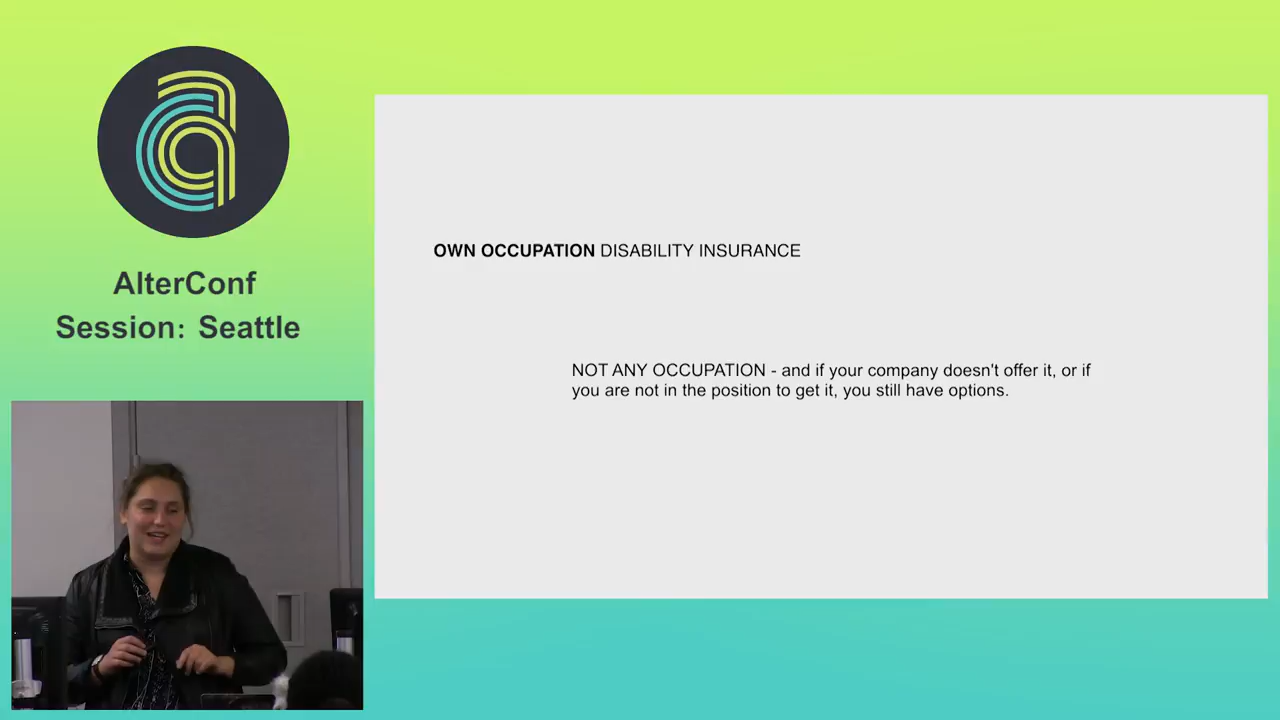 AlterConf
Session: Seattle
OWN OCCUPATION DISABILITY INSURANCE
NOT ANY OCCUPATION - and if your company doesn't offer it, or if
you are not in the position to get it, you still have options.